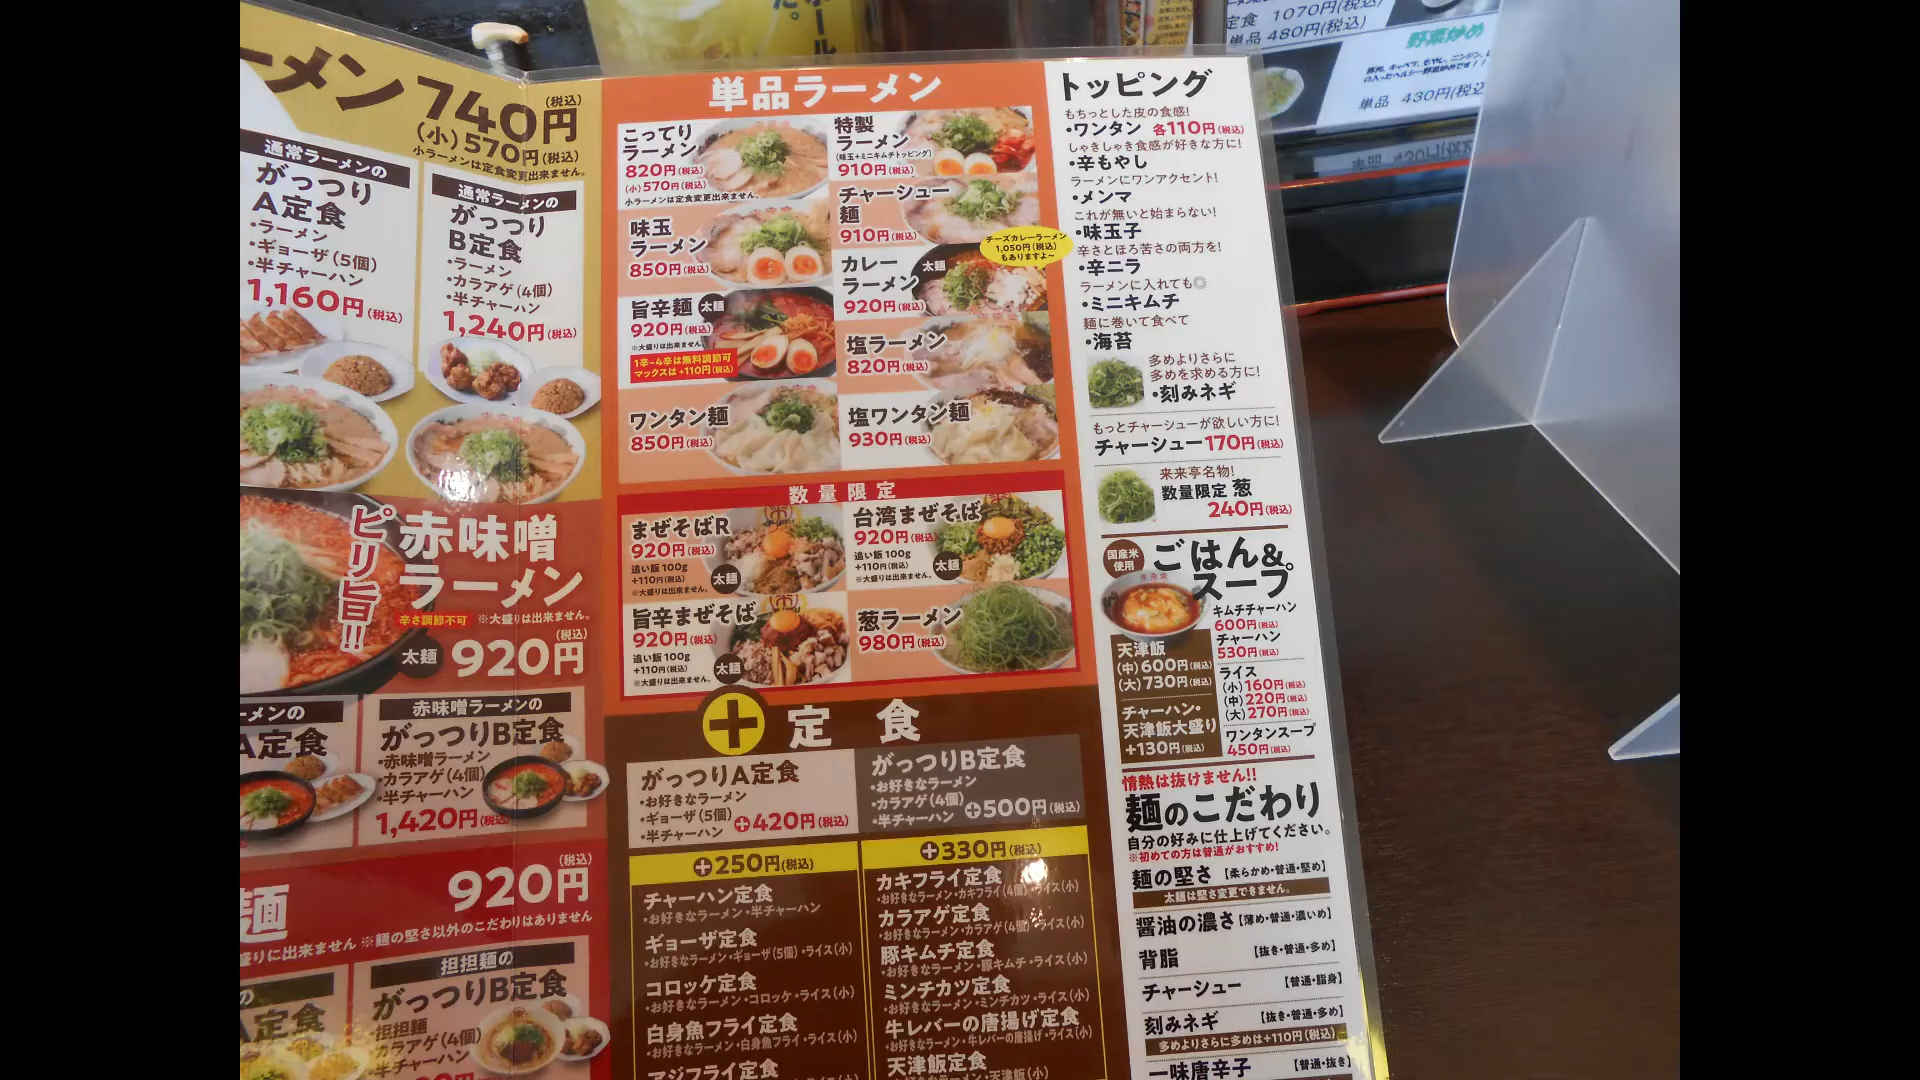 ーメン 740円(税込)
(小)570円(税込)
小ラーメンは定食変更出来ません。
通常ラーメンの
がっつり
A定食
・ラーメン
・ギョーザ(5個)
・半チャーハン
1,160円(税込)
通常ラーメンの
がっつり
B定食
・ラーメン
・カラアゲ(4個)
・半チャーハン
1,240円(税込)
ピリ旨!!
赤味噌
ラーメン
辛さ調節不可 ※大盛りは出来ません。
太麺 920円(税込)
ーメンの
A定食
赤味噌ラーメンの
がっつりB定食
・赤味噌ラーメン
・カラアゲ(4個)
・半チャーハン
1,420円(税込)
麺 920円(税込)
盛りに出来ません ※麺の堅さ以外のこだわりはありません
の
A定食
担担麺の
がっつりB定食
担担麺
カラアゲ(4個)
・半チャーハン
単品ラーメン
こってり
ラーメン
820円(税込)
(小)570円(税込)
小ラーメンは定食変更出来ません。
味玉
ラーメン
850円(税込)
旨辛麺 太麺
920円(税込)
※大盛りは出来ません。
1辛~4辛は無料調節可
マックスは+110円(税込)
ワンタン麺
850円(税込)
特製
ラーメン
(味玉+ミニキムチトッピング)
910円(税込)
チャーシュー
麺
910円(税込)
チーズカレーラーメン
1,050円(税込)
もありますよ~
カレー
ラーメン 太麺
920円(税込)
塩ラーメン
820円(税込)
塩ワンタン麺
930円(税込)
数量限定
まぜそばR
920円(税込)
追い飯 100g
+110円(税込)
※大盛りは出来ません。
太麺
台湾まぜそば
920円(税込)
追い飯 100g
+110円(税込)
※大盛りは出来ません。
太麺
旨辛まぜそば
920円(税込)
追い飯 100g
+110円(税込)
※大盛りは出来ません。
太麺
葱ラーメン
980円(税込)
+定食
がっつりA定食
・お好きなラーメン
・ギョーザ(5個)
・半チャーハン
+420円(税込)
がっつりB定食
・お好きなラーメン
・カラアゲ(4個)
・半チャーハン
+500円(税込)
+250円(税込)
チャーハン定食
・お好きなラーメン・半チャーハン
ギョーザ定食
・お好きなラーメン・ギョーザ(5個)・ライス(小)
コロッケ定食
・お好きなラーメン・コロッケ・ライス(小)
白身魚フライ定食
・お好きなラーメン・白身魚フライ・ライス(小)
アジフライ定食
+330円(税込)
カキフライ定食
・お好きなラーメン・カキフライ(4個)・ライス(小)
カラアゲ定食
・お好きなラーメン・カラアゲ(4個)・ライス(小)
豚キムチ定食
・お好きなラーメン・豚キムチ・ライス(小)
ミンチカツ定食
・お好きなラーメン・ミンチカツ・ライス(小)
牛レバーの唐揚げ定食
・お好きなラーメン・牛レバーの唐揚げ・ライス(小)
天津飯定食
トッピング
もちっとした皮の食感!
・ワンタン 各110円(税込)
しゃきしゃき食感が好きな方に!
・辛もやし
ラーメンにワンアクセント!
・メンマ
これが無いと始まらない!
・味玉子
辛さとほろ苦さの両方を!
・辛ニラ
ラーメンに入れても◎
・ミニキムチ
麺に巻いて食べて
・海苔
多めよりさらに
多めを求める方に!
・刻みネギ
もっとチャーシューが欲しい方に!
チャーシュー170円(税込)
来来亭名物!
数量限定 葱
240円(税込)
国産米
使用
ごはん&
スープ
キムチチャーハン
600円(税込)
チャーハン
530円(税込)
天津飯
(中)600円(税込)
(大)730円(税込)
チャーハン・
天津飯大盛り
+130円(税込)
ライス
(小)160円(税込)
(中)220円(税込)
(大)270円(税込)
ワンタンスープ
450円(税込)
情熱は抜けません!!
麺のこだわり
自分の好みに仕上げてください。
※初めての方は普通がおすすめ!
麺の堅さ【柔らかめ・普通・堅め】
太麺は堅さ変更できません。
醤油の濃さ【薄め・普通・濃いめ】
背脂【抜き・普通・多め】
チャーシュー【普通・脂身】
刻みネギ【抜き・普通・多め】
多めよりさらに多めは+110円(税込)
一味唐辛子【普通・抜き】
定食 1070円(税込)
単品 480円(税込)
野菜炒め
単品 430円(税込